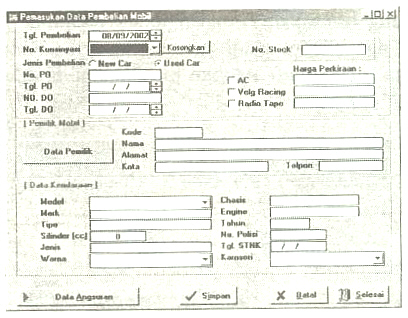 Pemasukan Data Pembelian Mobil
Tgl. Pembelian 08/09/2002
No. Kuinsiyasi Kosongkan No. Stock
Jenis Pembelian New Car Used Car Harga Perkiraan :
No. PO AC
Tgl. PO / / Velg Racing
NO. DO Radio Tape
Tgl. DO / /
[ Pemilik Mobil ]
Kode
Data Pemilik Nama
Alamat
Kota Telpon
[ Data Kendaraan ]
Model Chasis
Merk Engine
Tipe Tahun
Silinder [cc] 0 No. Polisi
Jenis Tgl. STNK / /
Warna Karoseri
Data Angsuran Simpan Batal Selesai